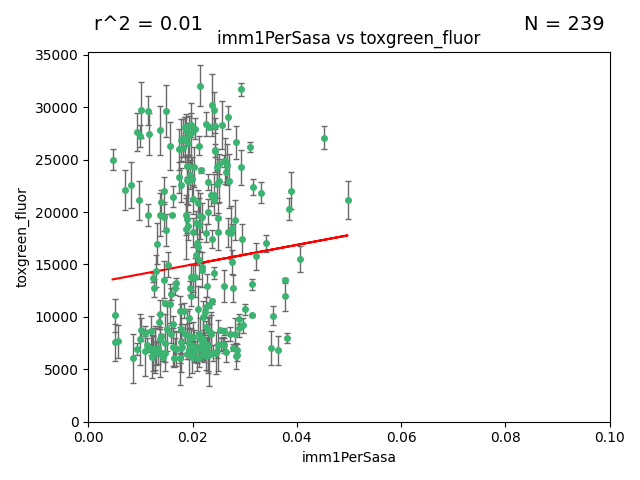 r^2 = 0.01
N = 239
imm1PerSasa vs toxgreen_fluor
35000
30000
25000
20000
15000
10000
5000
0
toxgreen_fluor
0.00
0.02
0.04
0.06
0.08
0.10
imm1PerSasa